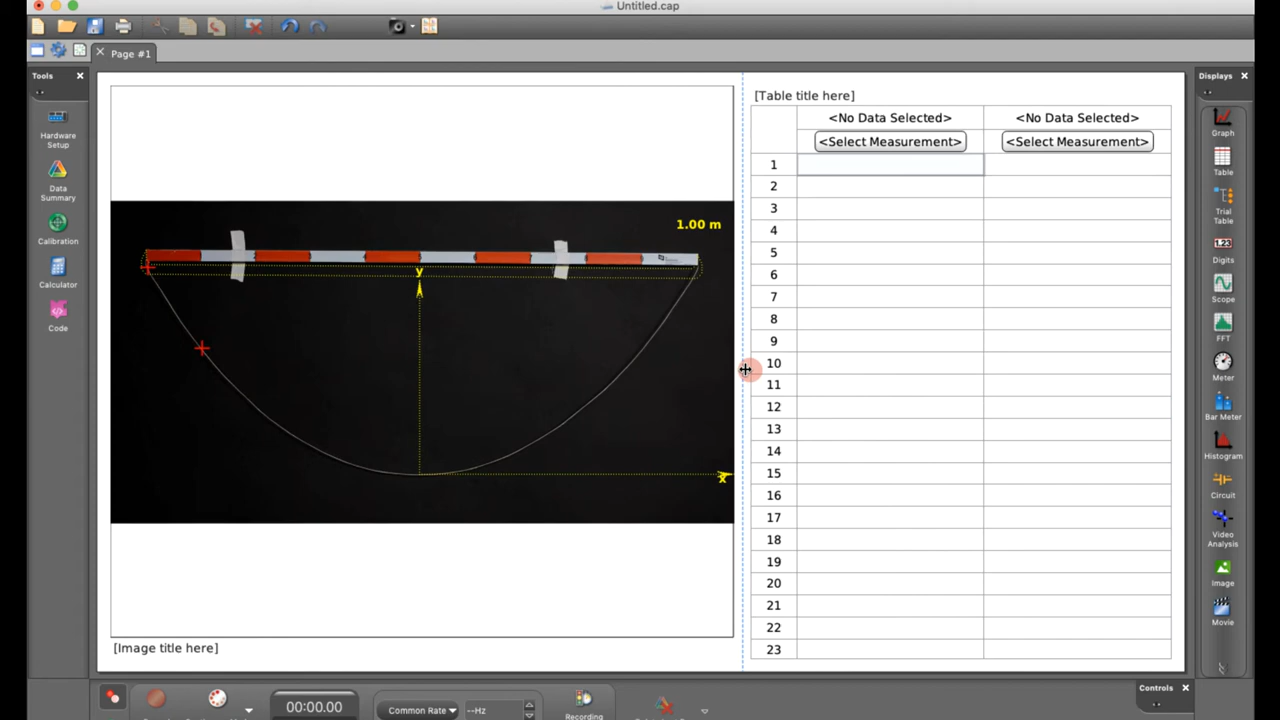 Untitled.cap
Page #1
Tools
Displays
Hardware
Setup
Data
Summary
Calibration
Calculator
Code
1.00 m
y
x
[Image title here]
[Table title here]
<No Data Selected> <No Data Selected>
<Select Measurement> <Select Measurement>
1
2
3
4
5
6
7
8
9
10
11
12
13
14
15
16
17
18
19
20
21
22
23
Graph
Table
Trial
Table
1.23
Digits
Scope
FFT
Meter
Bar Meter
Histogram
Circuit
Video
Analysis
Image
Movie
Controls
00:00.00
Common Rate
--Hz
Recording